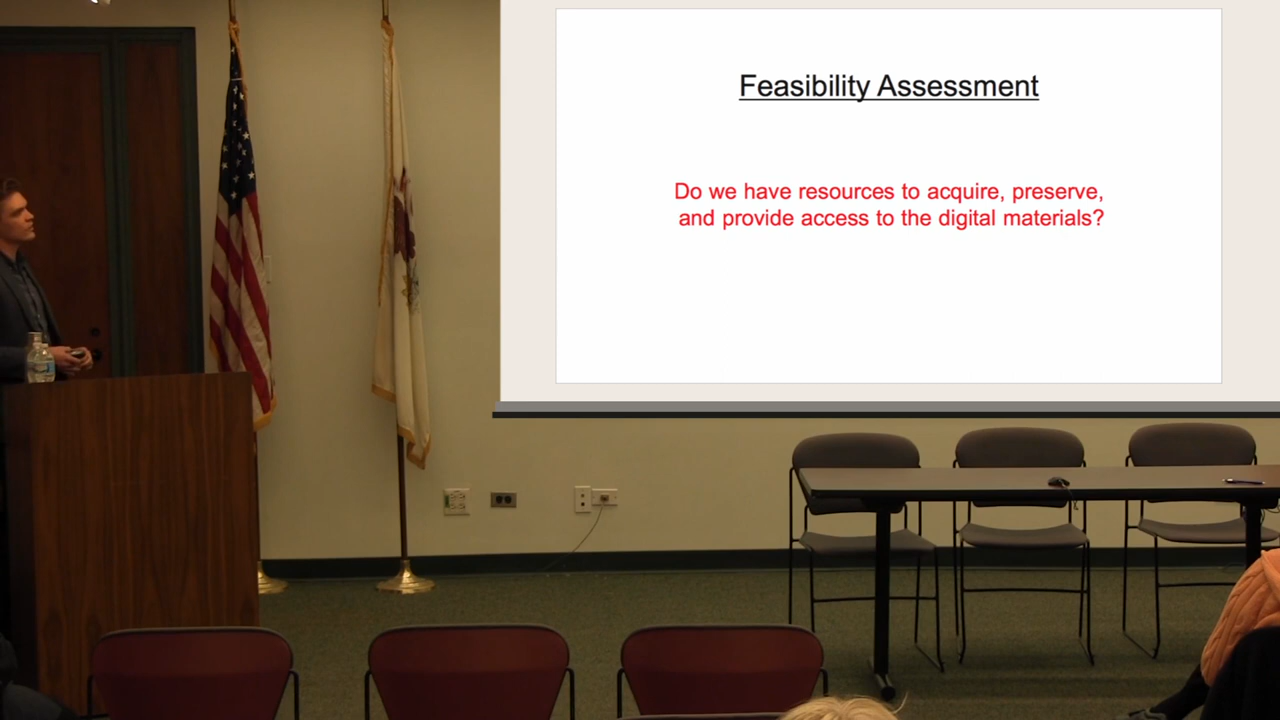 Feasibility Assessment
Do we have resources to acquire, preserve,
and provide access to the digital materials?